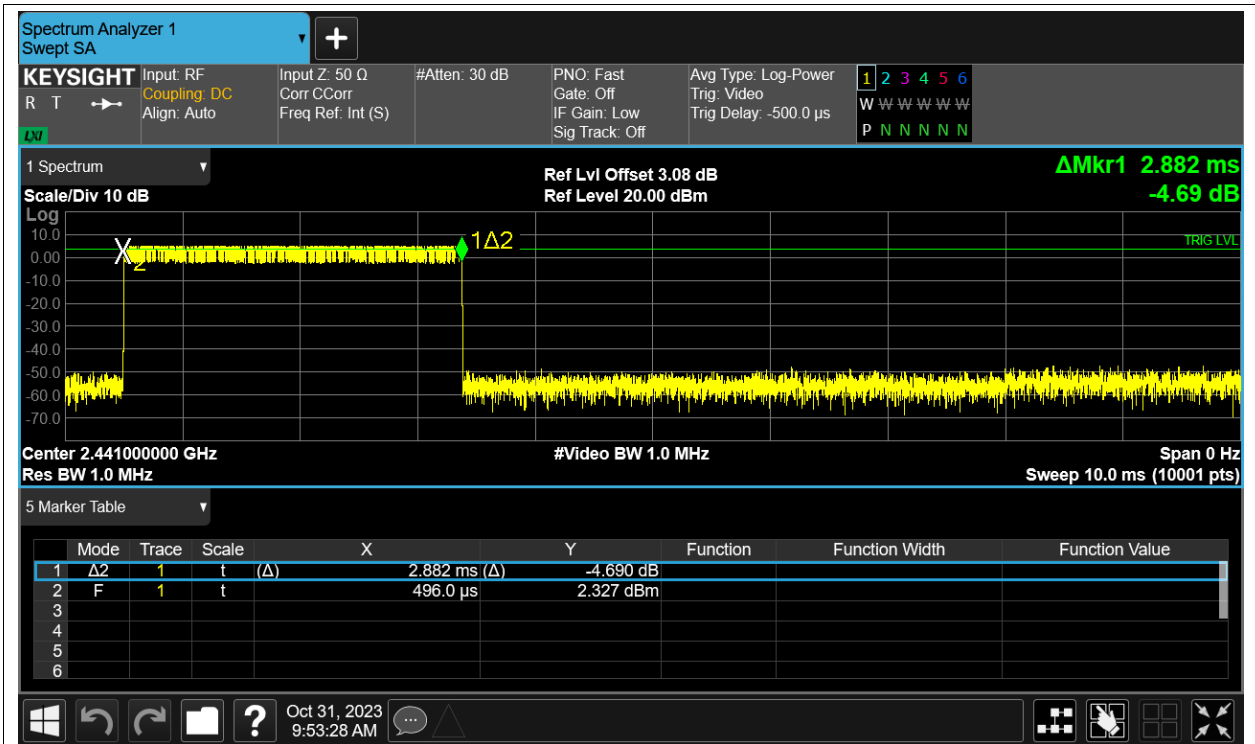 Spectrum Analyzer 1
Swept SA
KEYSIGHT
R T
LXI
Input: RF
Coupling: DC
Align: Auto
Input Z: 50 Ω
Corr CCorr
Freq Ref: Int (S)
#Atten: 30 dB
PNO: Fast
Gate: Off
IF Gain: Low
Sig Track: Off
Avg Type: Log-Power
Trig: Video
Trig Delay: -500.0 µs
1 2 3 4 5 6
W W W W W W
P N N N N N
1 Spectrum
Scale/Div 10 dB
Ref Lvl Offset 3.08 dB
Ref Level 20.00 dBm
ΔMkr1 2.882 ms
-4.69 dB
Log
10.0
0.00
-10.0
-20.0
-30.0
-40.0
-50.0
-60.0
-70.0
X
2
1Δ2
TRIG LVL
Center 2.441000000 GHz
#Video BW 1.0 MHz
Span 0 Hz
Res BW 1.0 MHz
Sweep 10.0 ms (10001 pts)
5 Marker Table
Mode Trace Scale X Y Function Function Width Function Value
1 Δ2 1 t (Δ) 2.882 ms (Δ) -4.690 dB
2 F 1 t 496.0 µs 2.327 dBm
3
4
5
6
?
Oct 31, 2023
9:53:28 AM